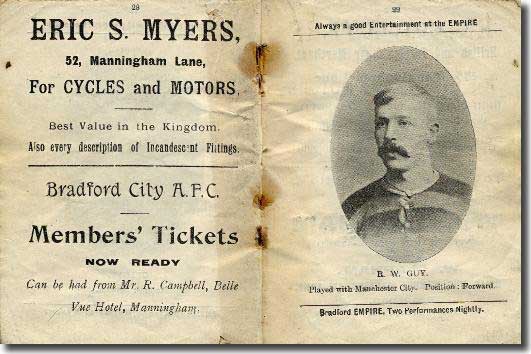 28
ERIC S. MYERS,
52, Manningham Lane,
For CYCLES and MOTORS,
Best Value in the Kingdom.
Also every description of Incandescent Fittings.
Bradford City A.F.C.
Members' Tickets
NOW READY
Can be had from Mr. R. Campbell, Belle
Vue Hotel, Manningham.
29
Always a good Entertainment at the EMPIRE
R. W. GUY.
Played with Manchester City. Position: Forward.
Bradford EMPIRE, Two Performances Nightly.